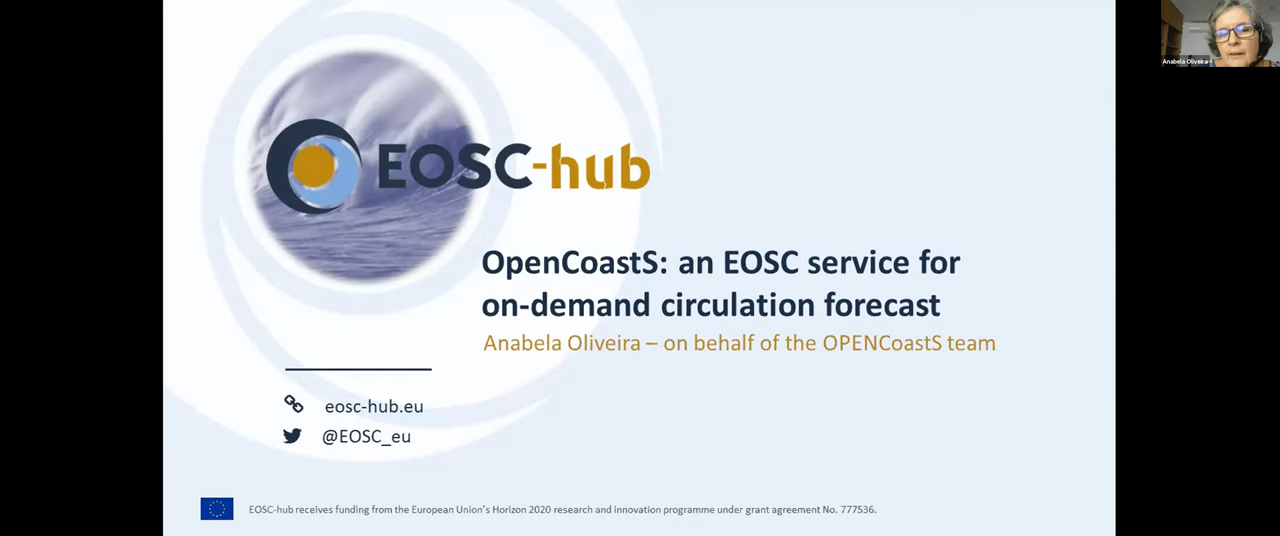 Anabela Oliveira
EOSC-hub
OpenCoastS: an EOSC service for
on-demand circulation forecast
Anabela Oliveira – on behalf of the OPENCoastS team
eosc-hub.eu
@EOSC_eu
EOSC-hub receives funding from the European Union's Horizon 2020 research and innovation programme under grant agreement No. 777536.